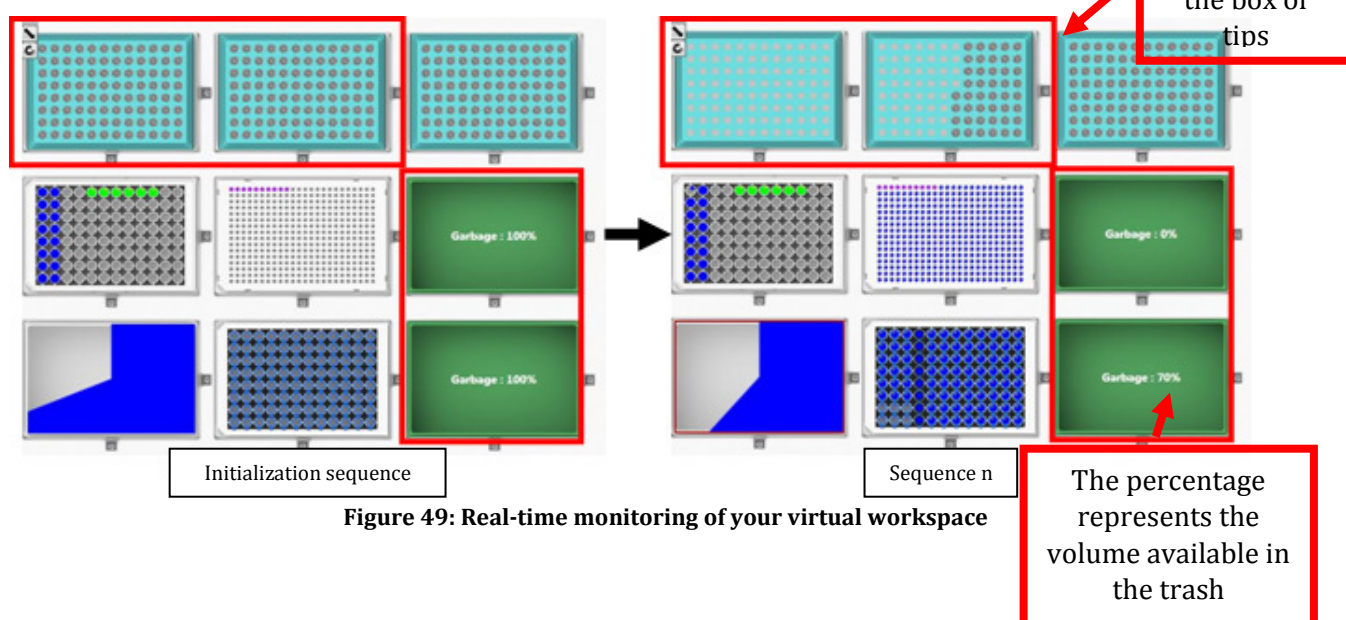 the box of
tips
Garbage : 100%
Garbage : 0%
Garbage : 100%
Garbage : 70%
Initialization sequence
Sequence n
Figure 49: Real-time monitoring of your virtual workspace
The percentage
represents the
volume available in
the trash